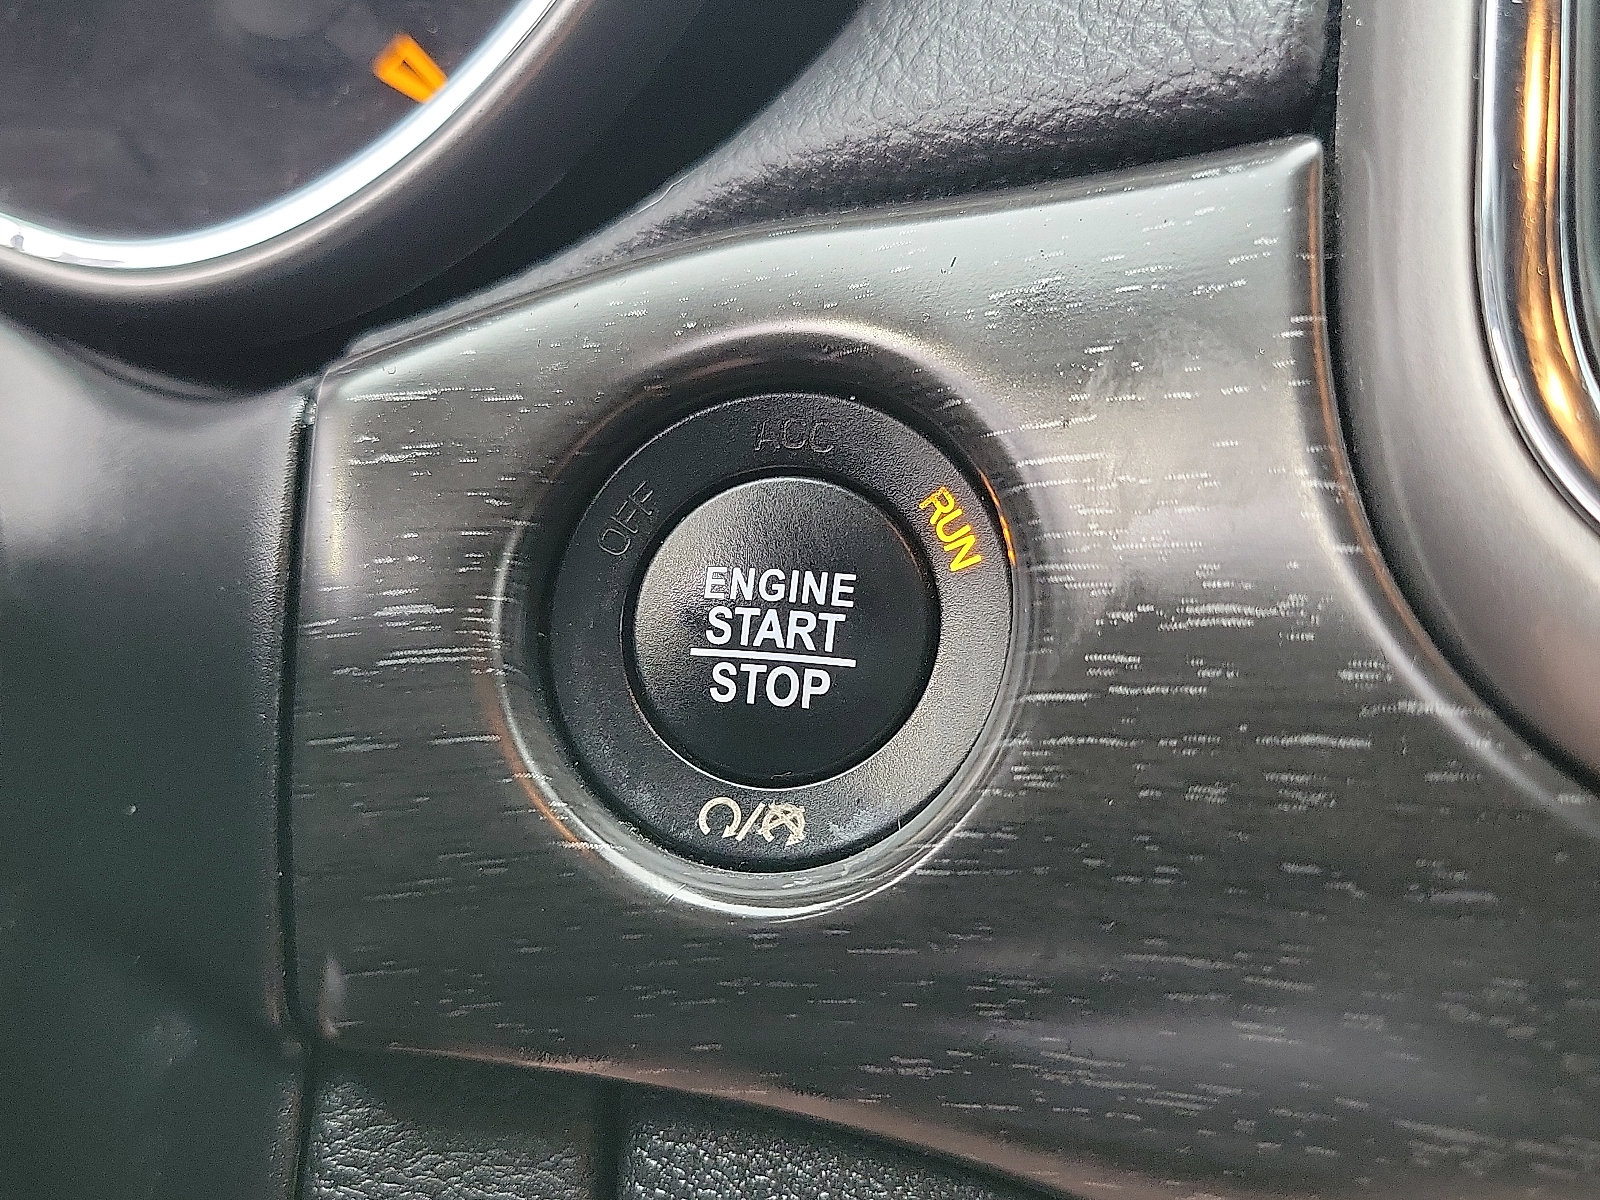 ACC
OFF
RUN
ENGINE
START
STOP